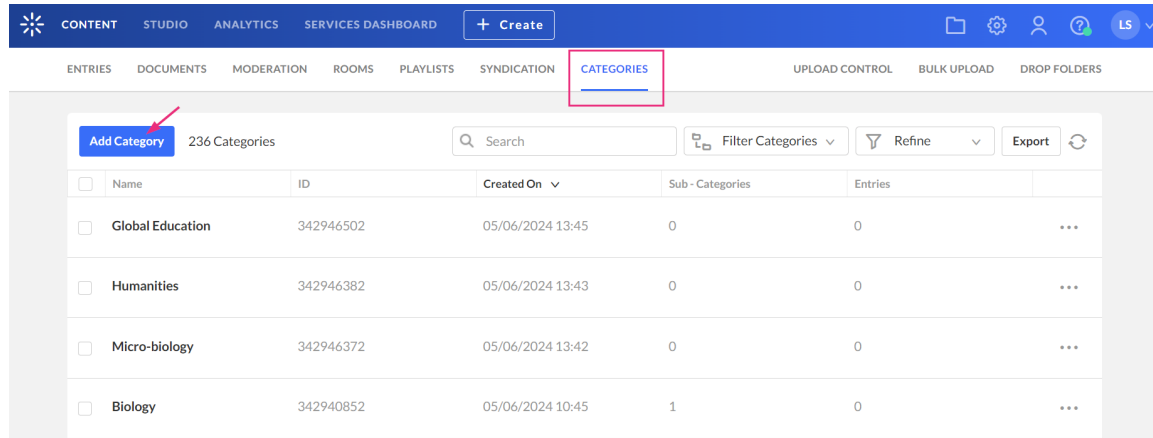 CONTENT STUDIO ANALYTICS SERVICES DASHBOARD + Create LS
ENTRIES DOCUMENTS MODERATION ROOMS PLAYLISTS SYNDICATION CATEGORIES UPLOAD CONTROL BULK UPLOAD DROP FOLDERS
Add Category 236 Categories Search Filter Categories Refine Export
Name ID Created On Sub - Categories Entries
Global Education 342946502 05/06/2024 13:45 0 0
Humanities 342946382 05/06/2024 13:43 0 0
Micro-biology 342946372 05/06/2024 13:42 0 0
Biology 342940852 05/06/2024 10:45 1 0